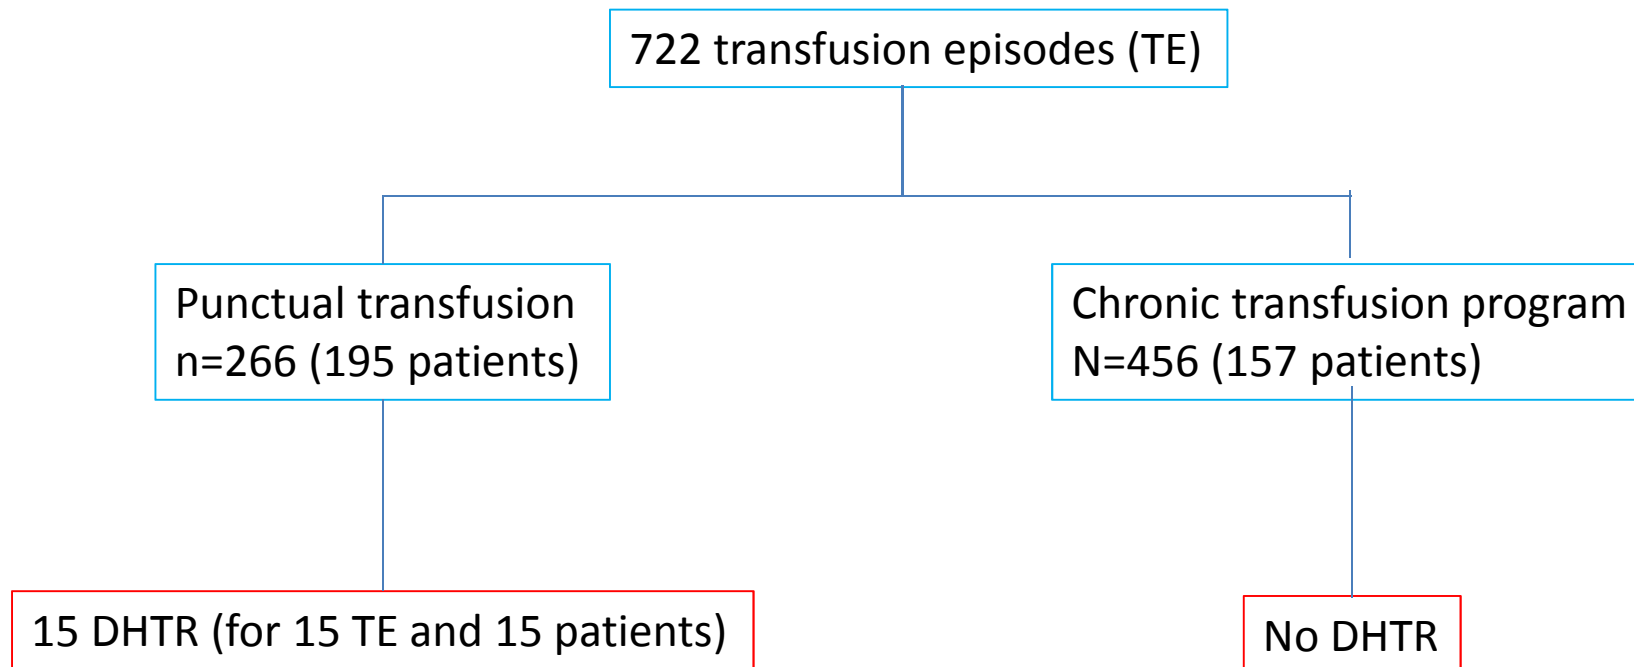 722 transfusion episodes (TE)
Punctual transfusion
n=266 (195 patients)
Chronic transfusion program
N=456 (157 patients)
15 DHTR (for 15 TE and 15 patients)
No DHTR